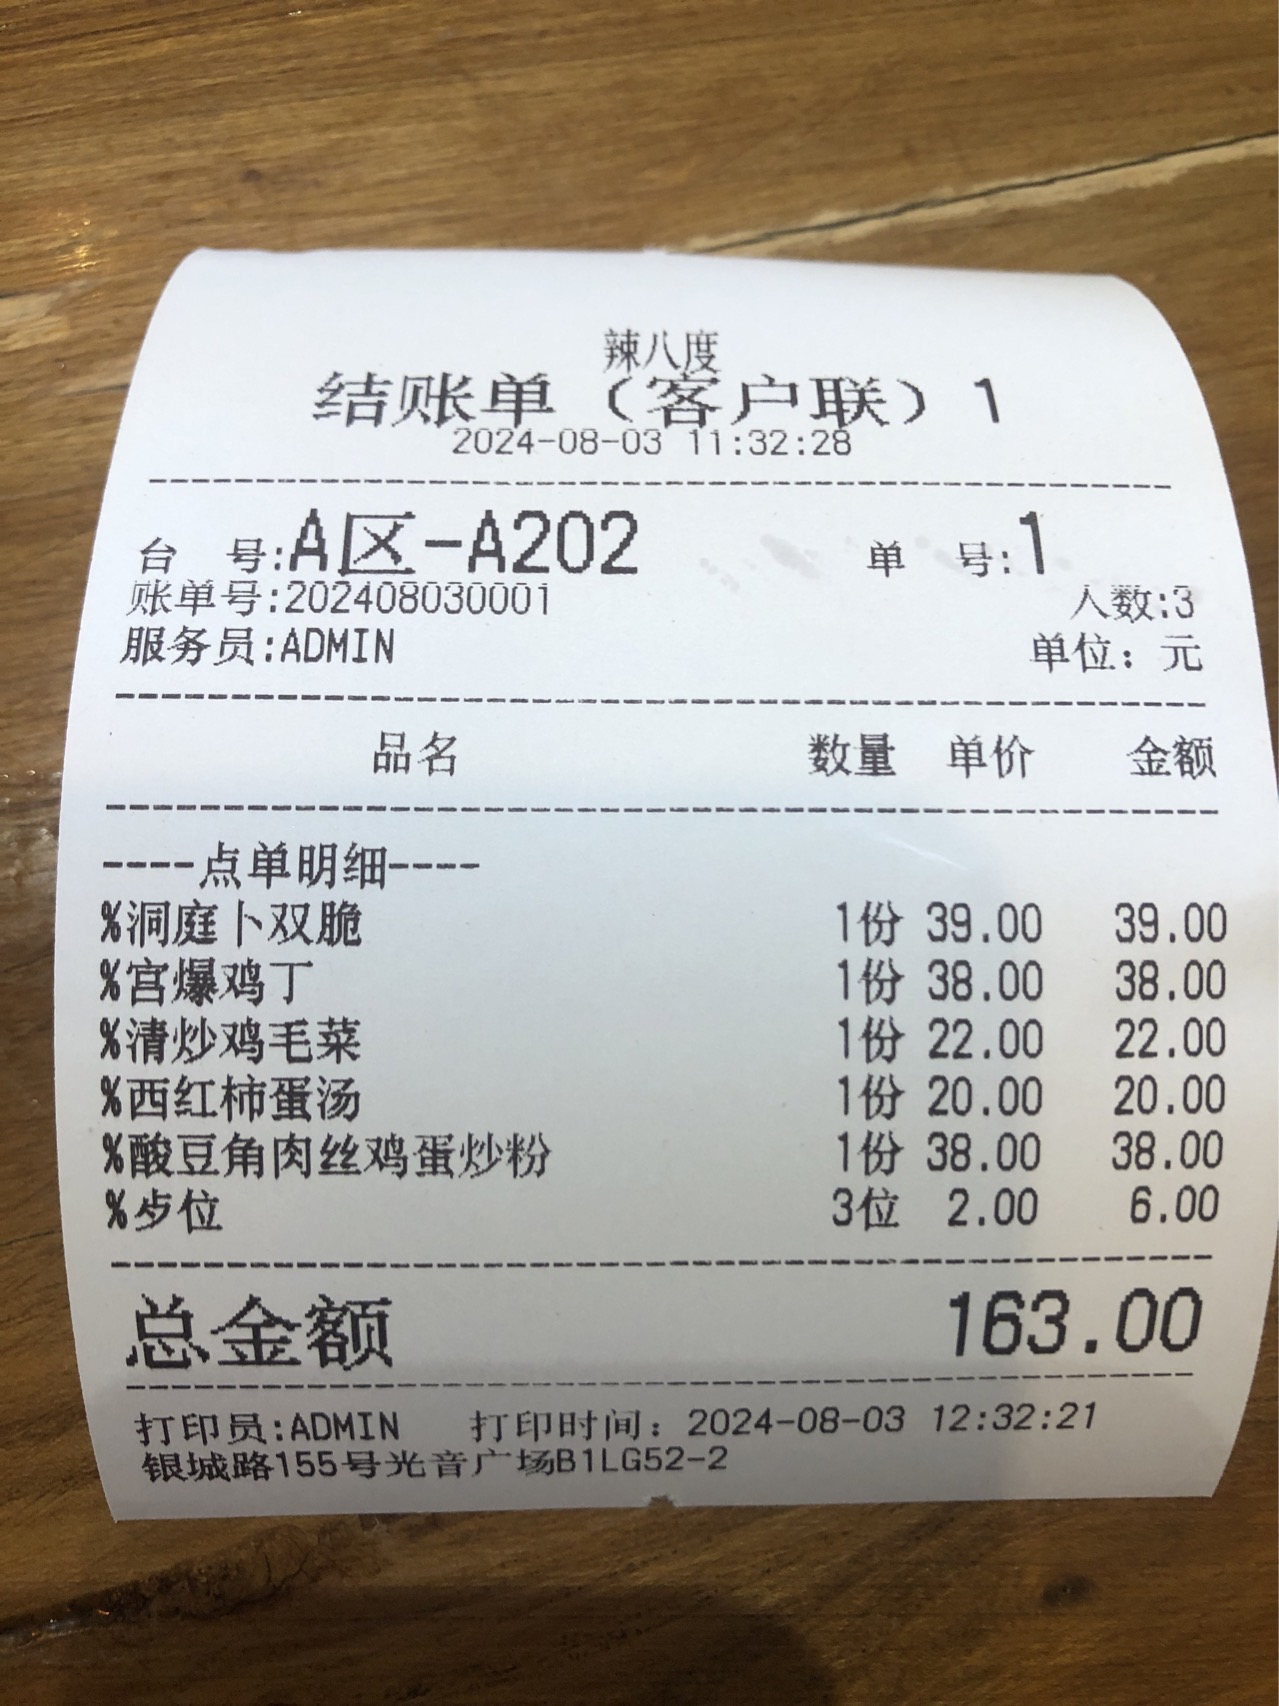 辣八度
结账单（客户联）1
2024-08-03 11:32:28
台 号:A区-A202 单 号:1
账单号:202408030001 人数:3
服务员:ADMIN 单位：元
品名 数量 单价 金额
----点单明细----
%洞庭卜双脆 1份 39.00 39.00
%宫爆鸡丁 1份 38.00 38.00
%清炒鸡毛菜 1份 22.00 22.00
%西红柿蛋汤 1份 20.00 20.00
%酸豆角肉丝鸡蛋炒粉 1份 38.00 38.00
%歺位 3位 2.00 6.00
总金额 163.00
打印员:ADMIN 打印时间：2024-08-03 12:32:21
银城路155号光音广场B1LG52-2